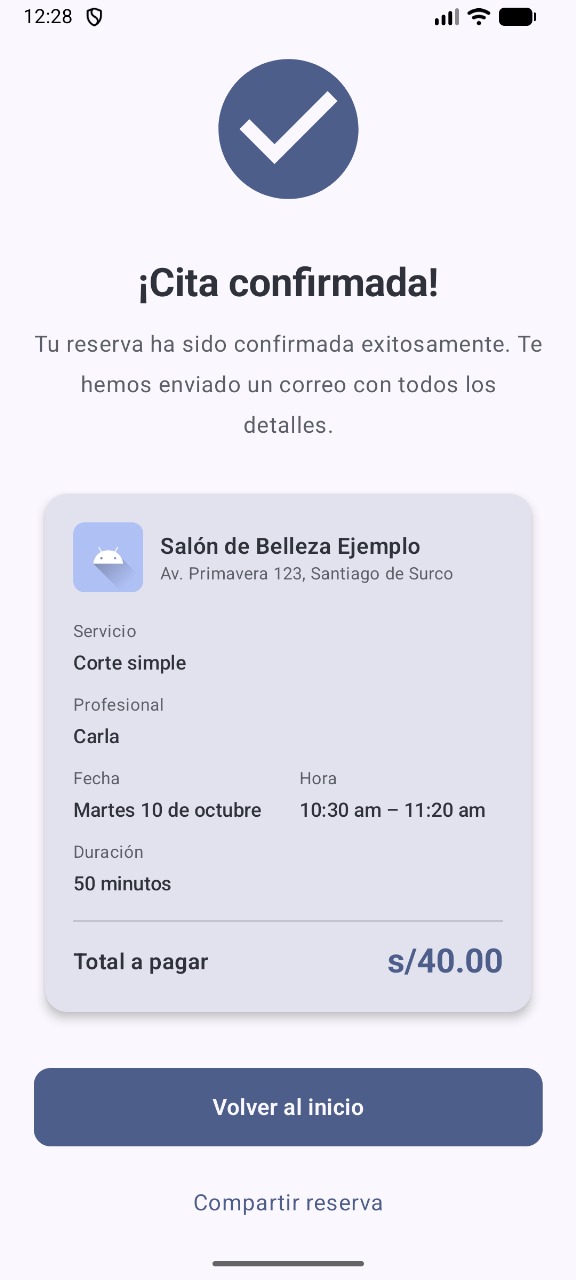 12:28
¡Cita confirmada!
Tu reserva ha sido confirmada exitosamente. Te
hemos enviado un correo con todos los
detalles.
Salón de Belleza Ejemplo
Av. Primavera 123, Santiago de Surco
Servicio
Corte simple
Profesional
Carla
Fecha Hora
Martes 10 de octubre 10:30 am – 11:20 am
Duración
50 minutos
Total a pagar s/40.00
Volver al inicio
Compartir reserva